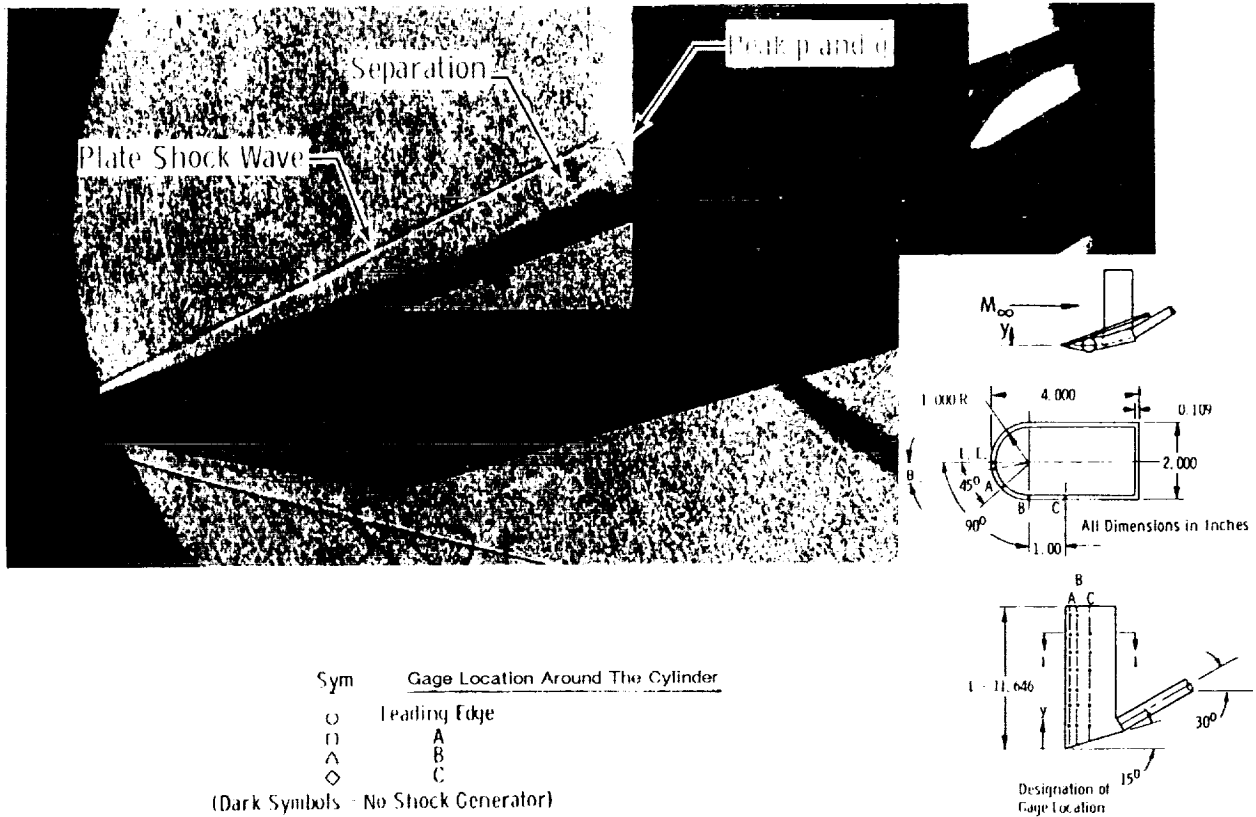 Peak p and q̇
Separation
Plate Shock Wave
M∞
y
1.000 R
4.000
0.109
L.E.
2.000
B
45°
A
B
C
90°
All Dimensions in Inches
1.00
B
A C
L = 11.646
y
30°
15°
Designation of
Gage Location
Sym Gage Location Around The Cylinder
Leading Edge
A
B
C
(Dark Symbols - No Shock Generator)